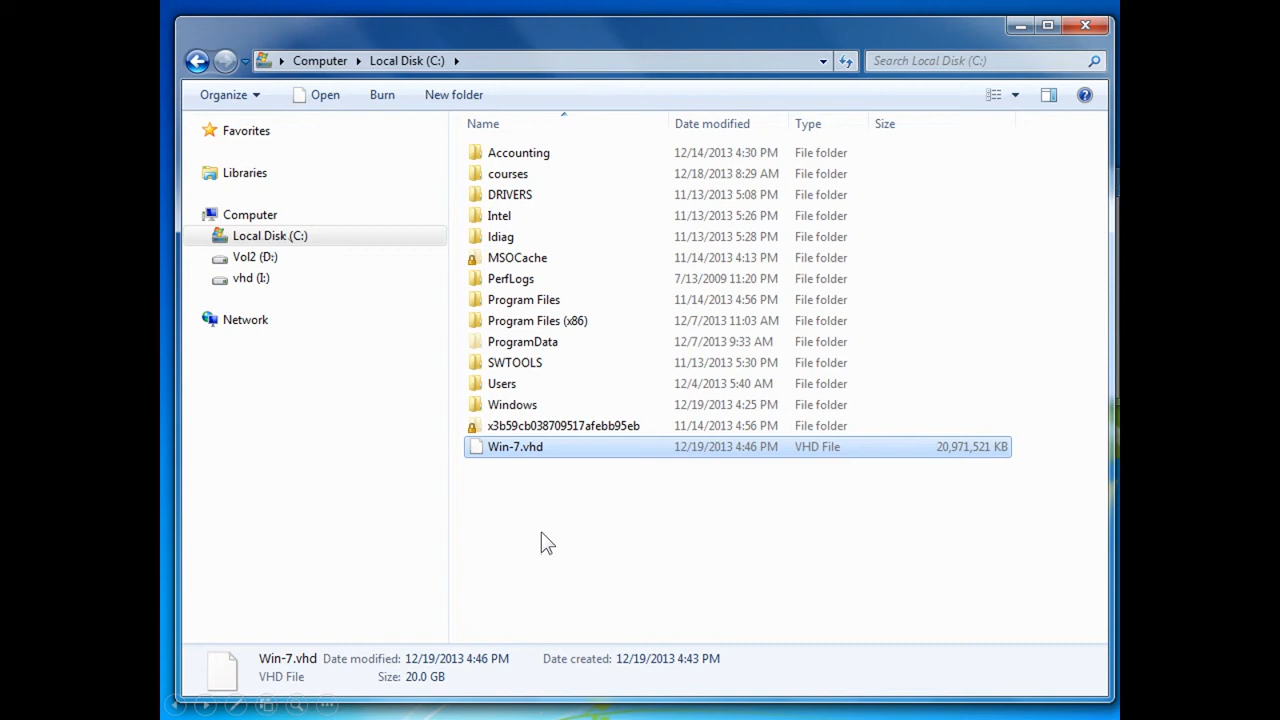 Computer Local Disk (C:) Search Local Disk (C:)
Organize Open Burn New folder
Favorites
Libraries
Computer
Local Disk (C:)
Vol2 (D:)
vhd (I:)
Network
Name Date modified Type Size
Accounting 12/14/2013 4:30 PM File folder
courses 12/18/2013 8:29 AM File folder
DRIVERS 11/13/2013 5:08 PM File folder
Intel 11/13/2013 5:26 PM File folder
ldiag 11/13/2013 5:28 PM File folder
MSOCache 11/14/2013 4:13 PM File folder
PerfLogs 7/13/2009 11:20 PM File folder
Program Files 11/14/2013 4:56 PM File folder
Program Files (x86) 12/7/2013 11:03 AM File folder
ProgramData 12/7/2013 9:33 AM File folder
SWTOOLS 11/13/2013 5:30 PM File folder
Users 12/4/2013 5:40 AM File folder
Windows 12/19/2013 4:25 PM File folder
x3b59cb038709517afebb95eb 11/14/2013 4:56 PM File folder
Win-7.vhd 12/19/2013 4:46 PM VHD File 20,971,521 KB
Win-7.vhd Date modified: 12/19/2013 4:46 PM Date created: 12/19/2013 4:43 PM
VHD File Size: 20.0 GB